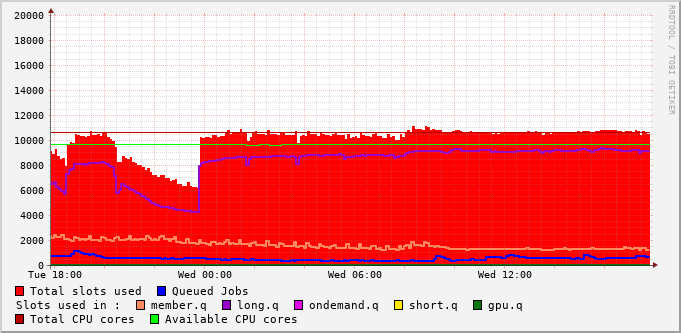 RRDTOOL / TOBI OETIKER
20000
18000
16000
14000
12000
10000
8000
6000
4000
2000
0
Tue 18:00 Wed 00:00 Wed 06:00 Wed 12:00
Total slots used Queued Jobs
Slots used in : member.q long.q ondemand.q short.q gpu.q
Total CPU cores Available CPU cores